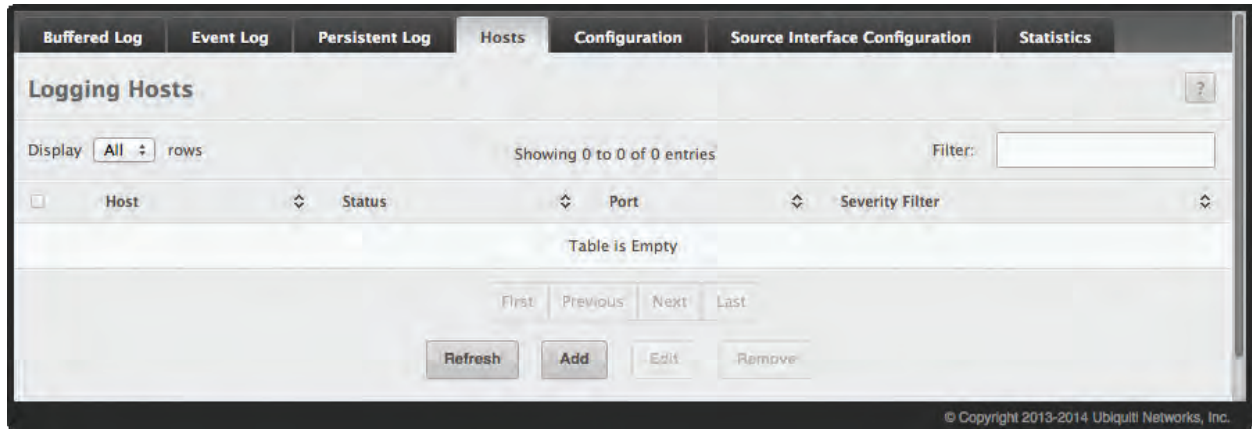 Buffered Log Event Log Persistent Log Hosts Configuration Source Interface Configuration Statistics
Logging Hosts ?
Display All rows Showing 0 to 0 of 0 entries Filter:
Host Status Port Severity Filter
Table is Empty
First Previous Next Last
Refresh Add Edit Remove
© Copyright 2013-2014 Ubiquiti Networks, Inc.